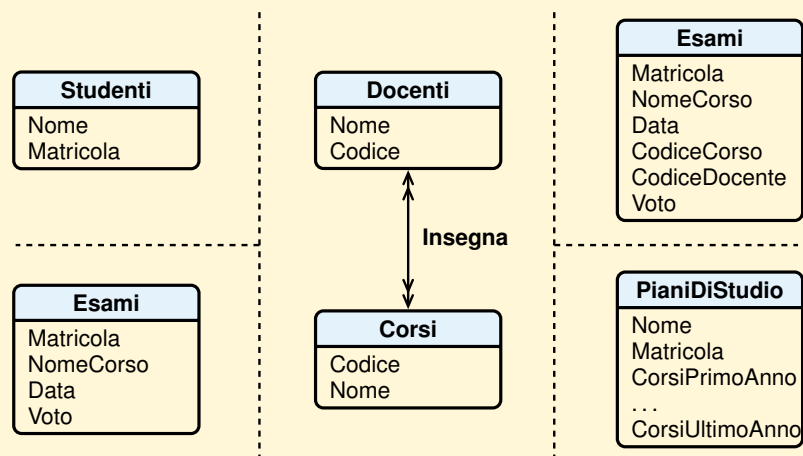 Studenti
Nome
Matricola
Esami
Matricola
NomeCorso
Data
Voto
Docenti
Nome
Codice
Insegna
Corsi
Codice
Nome
Esami
Matricola
NomeCorso
Data
CodiceCorso
CodiceDocente
Voto
PianiDiStudio
Nome
Matricola
CorsiPrimoAnno
...
CorsiUltimoAnno